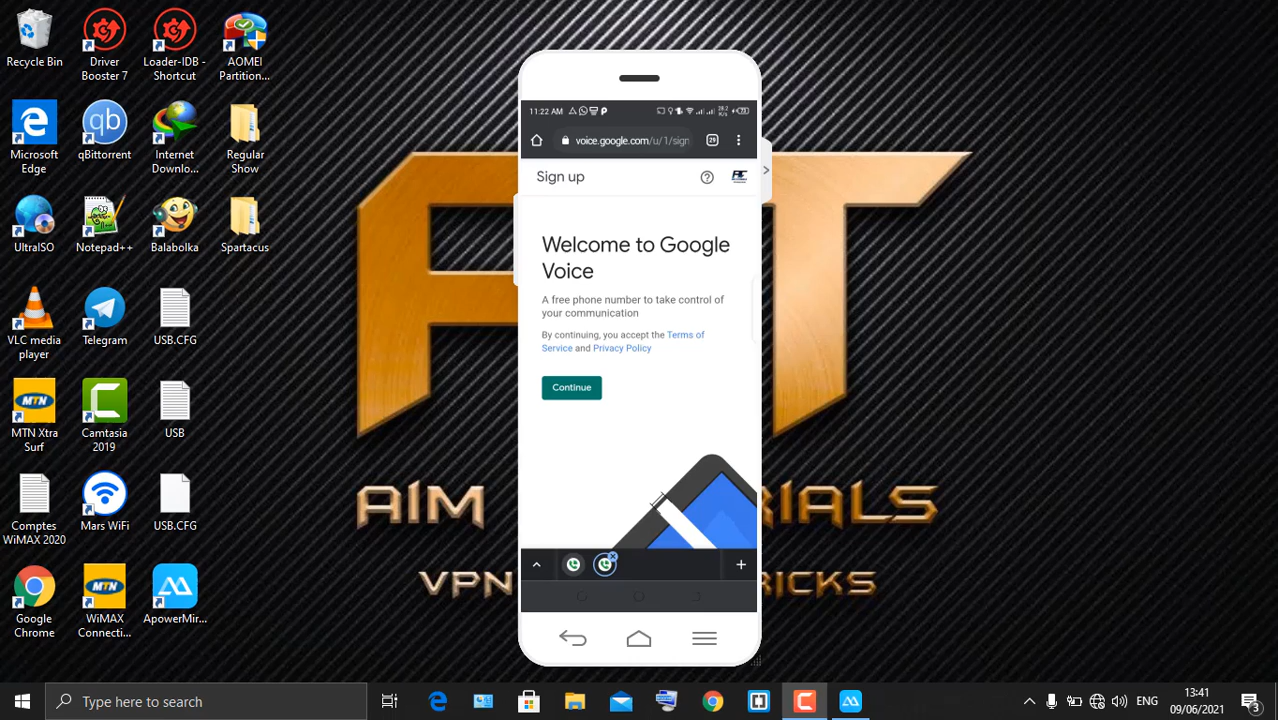 Recycle Bin
Driver
Booster 7
Loader-IDB -
Shortcut
AOMEI
Partition...
Microsoft
Edge
qBittorrent
Internet
Downlo...
Regular
Show
UltraISO
Notepad++
Balabolka
Spartacus
VLC media
player
Telegram
USB.CFG
MTN Xtra
Surf
Camtasia
2019
USB
Comptes
WiMAX 2020
Mars WiFi
USB.CFG
Google
Chrome
WiMAX
Connecti...
ApowerMir...
11:22 AM
voice.google.com/u/1/sign
29
Sign up
Welcome to Google
Voice
A free phone number to take control of
your communication
By continuing, you accept the Terms of
Service and Privacy Policy
Continue
AIM RIALS
VPN RICKS
Type here to search
ENG
13:41
09/06/2021
3